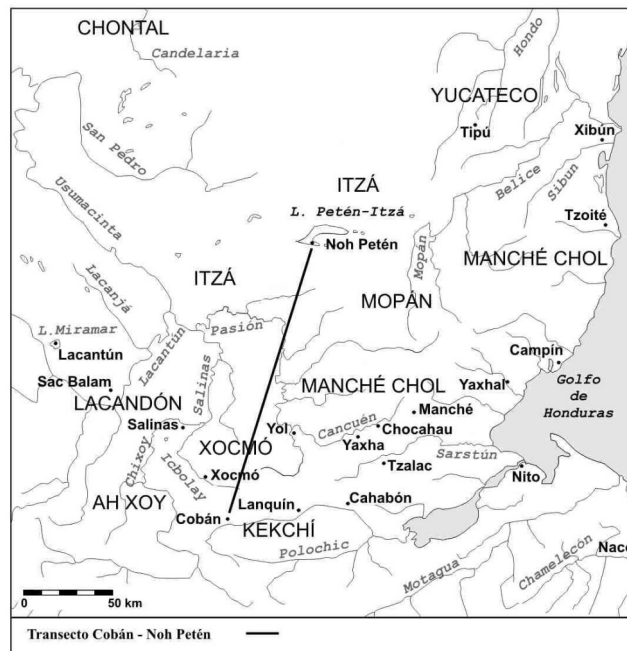 CHONTAL
Candelaria
Hondo
YUCATECO
San Pedro
Tipú
Xibún
Usumacinta
Belice
Sibun
ITZÁ
L. Petén-Itzá
Tzoité
Noh Petén
Mopán
MANCHÉ CHOL
Lacanjá
ITZÁ
MOPÁN
L.Miramar
Pasión
Lacantún
Lacantún
Salinas
Campín
Sac Balam
MANCHÉ CHOL
Yaxhal
Golfo
de
Honduras
LACANDÓN
Manché
Salinas
Yol
Cancuén
Chocahau
XOCMÓ
Yaxha
Sarstún
Chixoy
Icbolay
Xocmó
Tzalac
Nito
AH XOY
Lanquín
Cahabón
Cobán
KEKCHÍ
Polochic
Motagua
Chamelecón
Naco
0 50 km
Transecto Cobán - Noh Petén